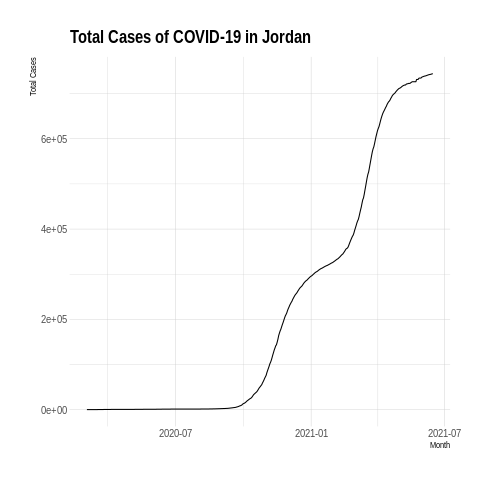 Total Cases of COVID-19 in Jordan
Total Cases
6e+05
4e+05
2e+05
0e+00
2020-07
2021-01
2021-07
Month